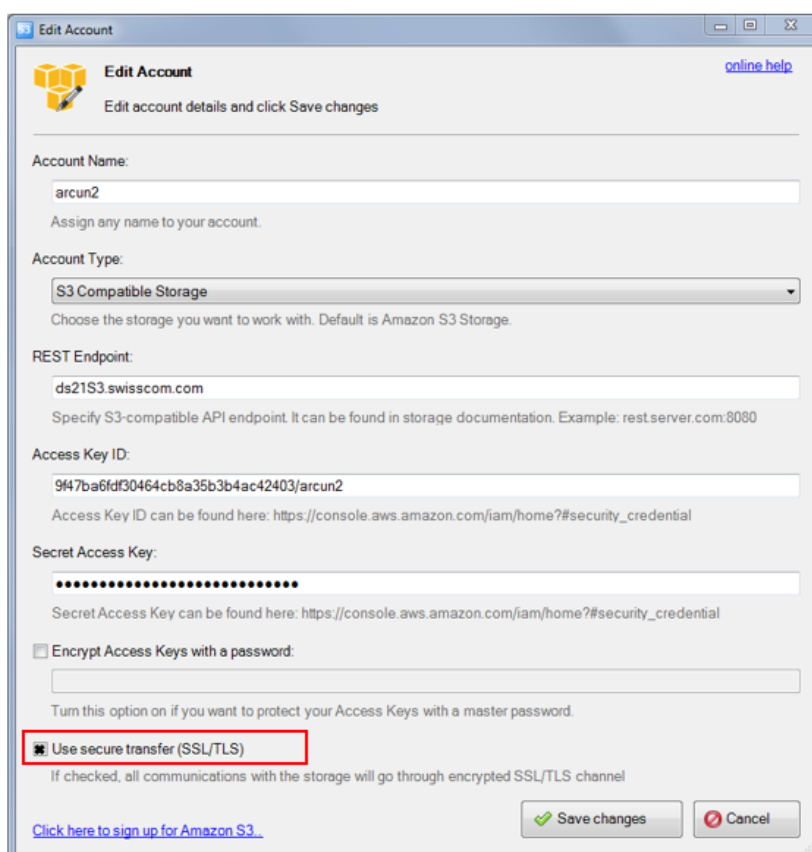 Edit Account
Edit Account
online help
Edit account details and click Save changes
Account Name:
arcun2
Assign any name to your account.
Account Type:
S3 Compatible Storage
Choose the storage you want to work with. Default is Amazon S3 Storage.
REST Endpoint:
ds21S3.swisscom.com
Specify S3-compatible API endpoint. It can be found in storage documentation. Example: rest.server.com:8080
Access Key ID:
9f47ba6fdf30464cb8a35b3b4ac42403/arcun2
Access Key ID can be found here: https://console.aws.amazon.com/iam/home?#security_credential
Secret Access Key:
••••••••••••••••••••••••••••
Secret Access Key can be found here: https://console.aws.amazon.com/iam/home?#security_credential
Encrypt Access Keys with a password:
Turn this option on if you want to protect your Access Keys with a master password.
Use secure transfer (SSL/TLS)
If checked, all communications with the storage will go through encrypted SSL/TLS channel
Click here to sign up for Amazon S3..
Save changes
Cancel